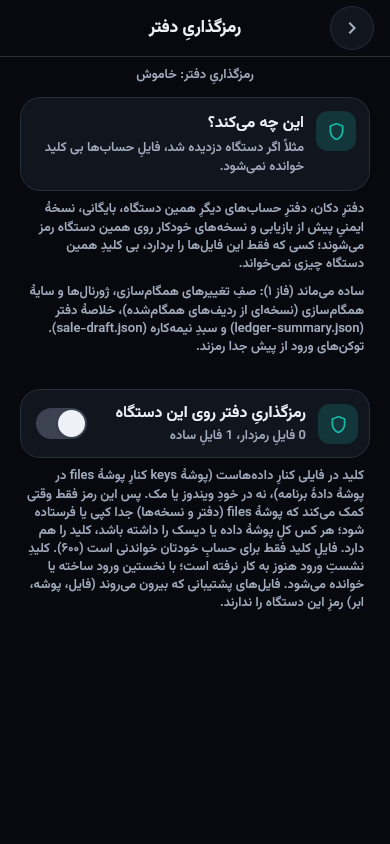 رمزگذاریِ دفتر
رمزگذاریِ دفتر: خاموش
این چه می‌کند؟
مثلاً اگر دستگاه دزدیده شد، فایلِ حساب‌ها بی کلید
خوانده نمی‌شود.
دفترِ دکان، دفترِ حساب‌های دیگرِ همین دستگاه، بایگانی، نسخهٔ
ایمنیِ پیش از بازیابی و نسخه‌های خودکار روی همین دستگاه رمز
می‌شوند؛ کسی که فقط این فایل‌ها را بردارد، بی کلیدِ همین
دستگاه چیزی نمی‌خواند.
ساده می‌ماند (فاز ۱): صفِ تغییرهای همگام‌سازی، ژورنال‌ها و سایهٔ
همگام‌سازی (نسخه‌ای از ردیف‌های همگام‌شده)، خلاصهٔ دفتر
(ledger-summary.json) و سبدِ نیمه‌کاره (sale-draft.json).
توکن‌های ورود از پیش جدا رمزند.
رمزگذاریِ دفتر روی این دستگاه
0 فایلِ رمزدار، 1 فایلِ ساده
کلید در فایلی کنارِ داده‌هاست (پوشهٔ keys کنارِ پوشهٔ files در
پوشهٔ دادهٔ برنامه)، نه در خودِ ویندوز یا مک. پس این رمز فقط وقتی
کمک می‌کند که پوشهٔ files (دفتر و نسخه‌ها) جدا کپی یا فرستاده
شود؛ هر کس کلِ پوشهٔ داده یا دیسک را داشته باشد، کلید را هم
دارد. فایلِ کلید فقط برای حسابِ خودتان خواندنی است (۶۰۰). کلیدِ
نشستِ ورود هنوز به کار نرفته است؛ با نخستین ورود ساخته یا
خوانده می‌شود. فایل‌های پشتیبانی که بیرون می‌روند (فایل، پوشه،
ابر) رمزِ این دستگاه را ندارند.